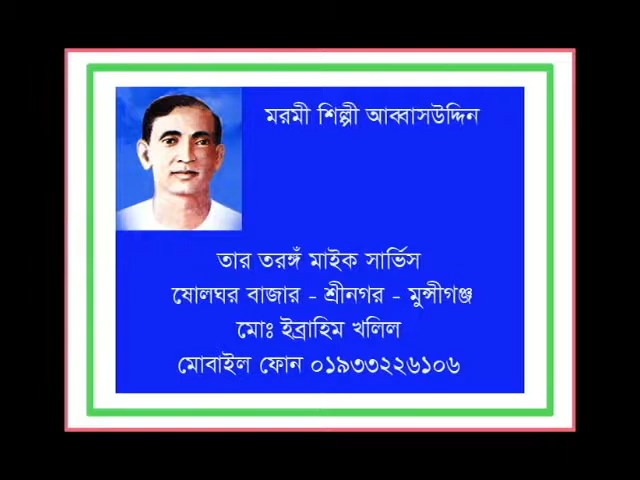 মরমী শিল্পী আব্বাসউদ্দিন
তার তরঙ্গঁ মাইক সার্ভিস
ষোলঘর বাজার - শ্রীনগর - মুন্সীগঞ্জ
মোঃ ইব্রাহিম খলিল
মোবাইল ফোন ০১৯৩৩২২৬১০৬